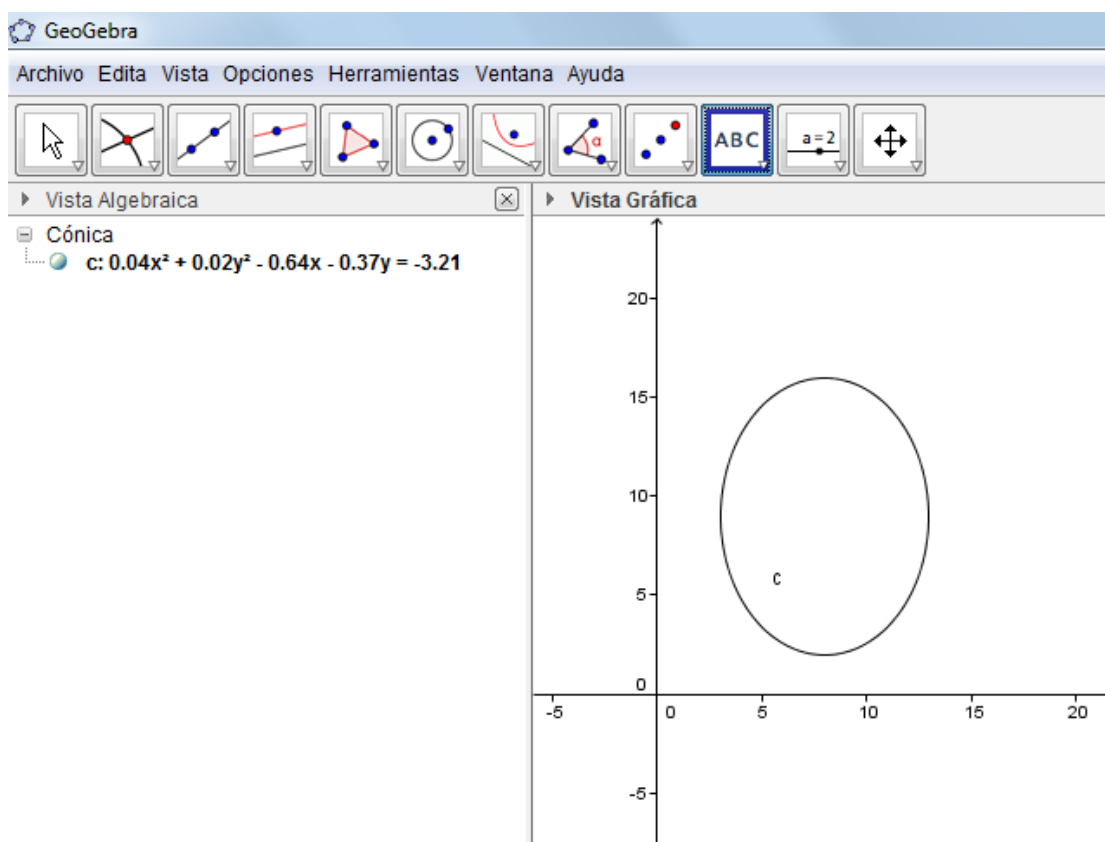 GeoGebra
Archivo Edita Vista Opciones Herramientas Ventana Ayuda
α
ABC
a = 2
Vista Algebraica
Vista Gráfica
Cónica
c: 0.04x² + 0.02y² - 0.64x - 0.37y = -3.21
20
15
10
c
5
0
-5 0 5 10 15 20
-5